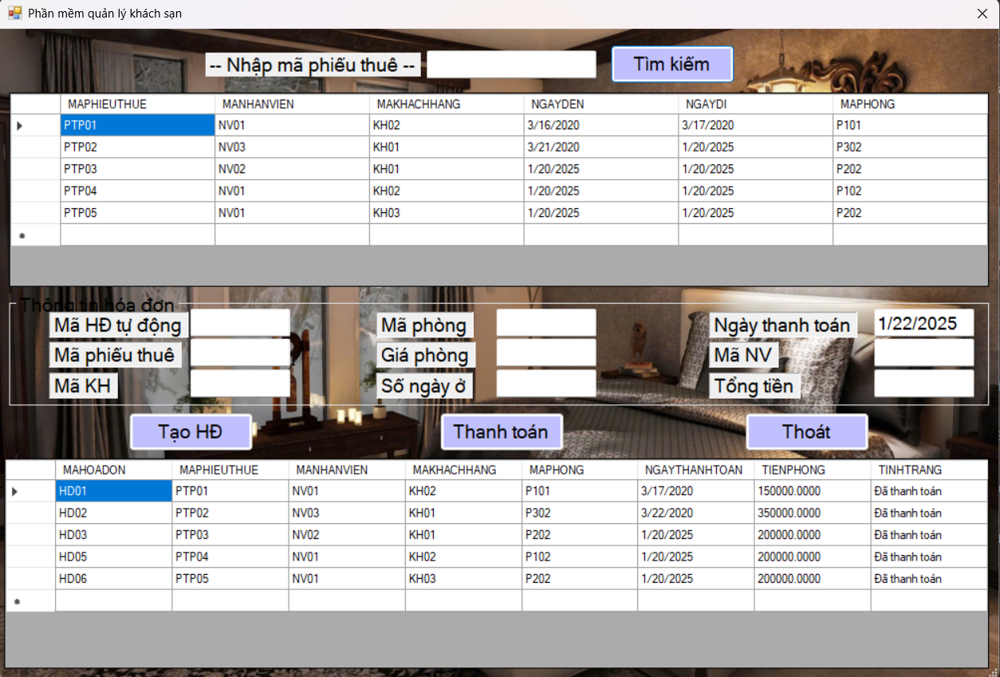 Phần mềm quản lý khách sạn
-- Nhập mã phiếu thuê -- Tìm kiếm
MAPHIEUTHUE MANHANVIEN MAKHACHHANG NGAYDEN NGAYDI MAPHONG
PTP01 NV01 KH02 3/16/2020 3/17/2020 P101
PTP02 NV03 KH01 3/21/2020 1/20/2025 P302
PTP03 NV02 KH01 1/20/2025 1/20/2025 P202
PTP04 NV01 KH02 1/20/2025 1/20/2025 P102
PTP05 NV01 KH03 1/20/2025 1/20/2025 P202
Thông tin hóa đơn
Mã HĐ tự động Mã phòng Ngày thanh toán 1/22/2025
Mã phiếu thuê Giá phòng Mã NV
Mã KH Số ngày ở Tổng tiền
Tạo HĐ Thanh toán Thoát
MAHOADON MAPHIEUTHUE MANHANVIEN MAKHACHHANG MAPHONG NGAYTHANHTOAN TIENPHONG TINHTRANG
HD01 PTP01 NV01 KH02 P101 3/17/2020 150000.0000 Đã thanh toán
HD02 PTP02 NV03 KH01 P302 3/22/2020 350000.0000 Đã thanh toán
HD03 PTP03 NV02 KH01 P202 1/20/2025 200000.0000 Đã thanh toán
HD05 PTP04 NV01 KH02 P102 1/20/2025 200000.0000 Đã thanh toán
HD06 PTP05 NV01 KH03 P202 1/20/2025 200000.0000 Đã thanh toán